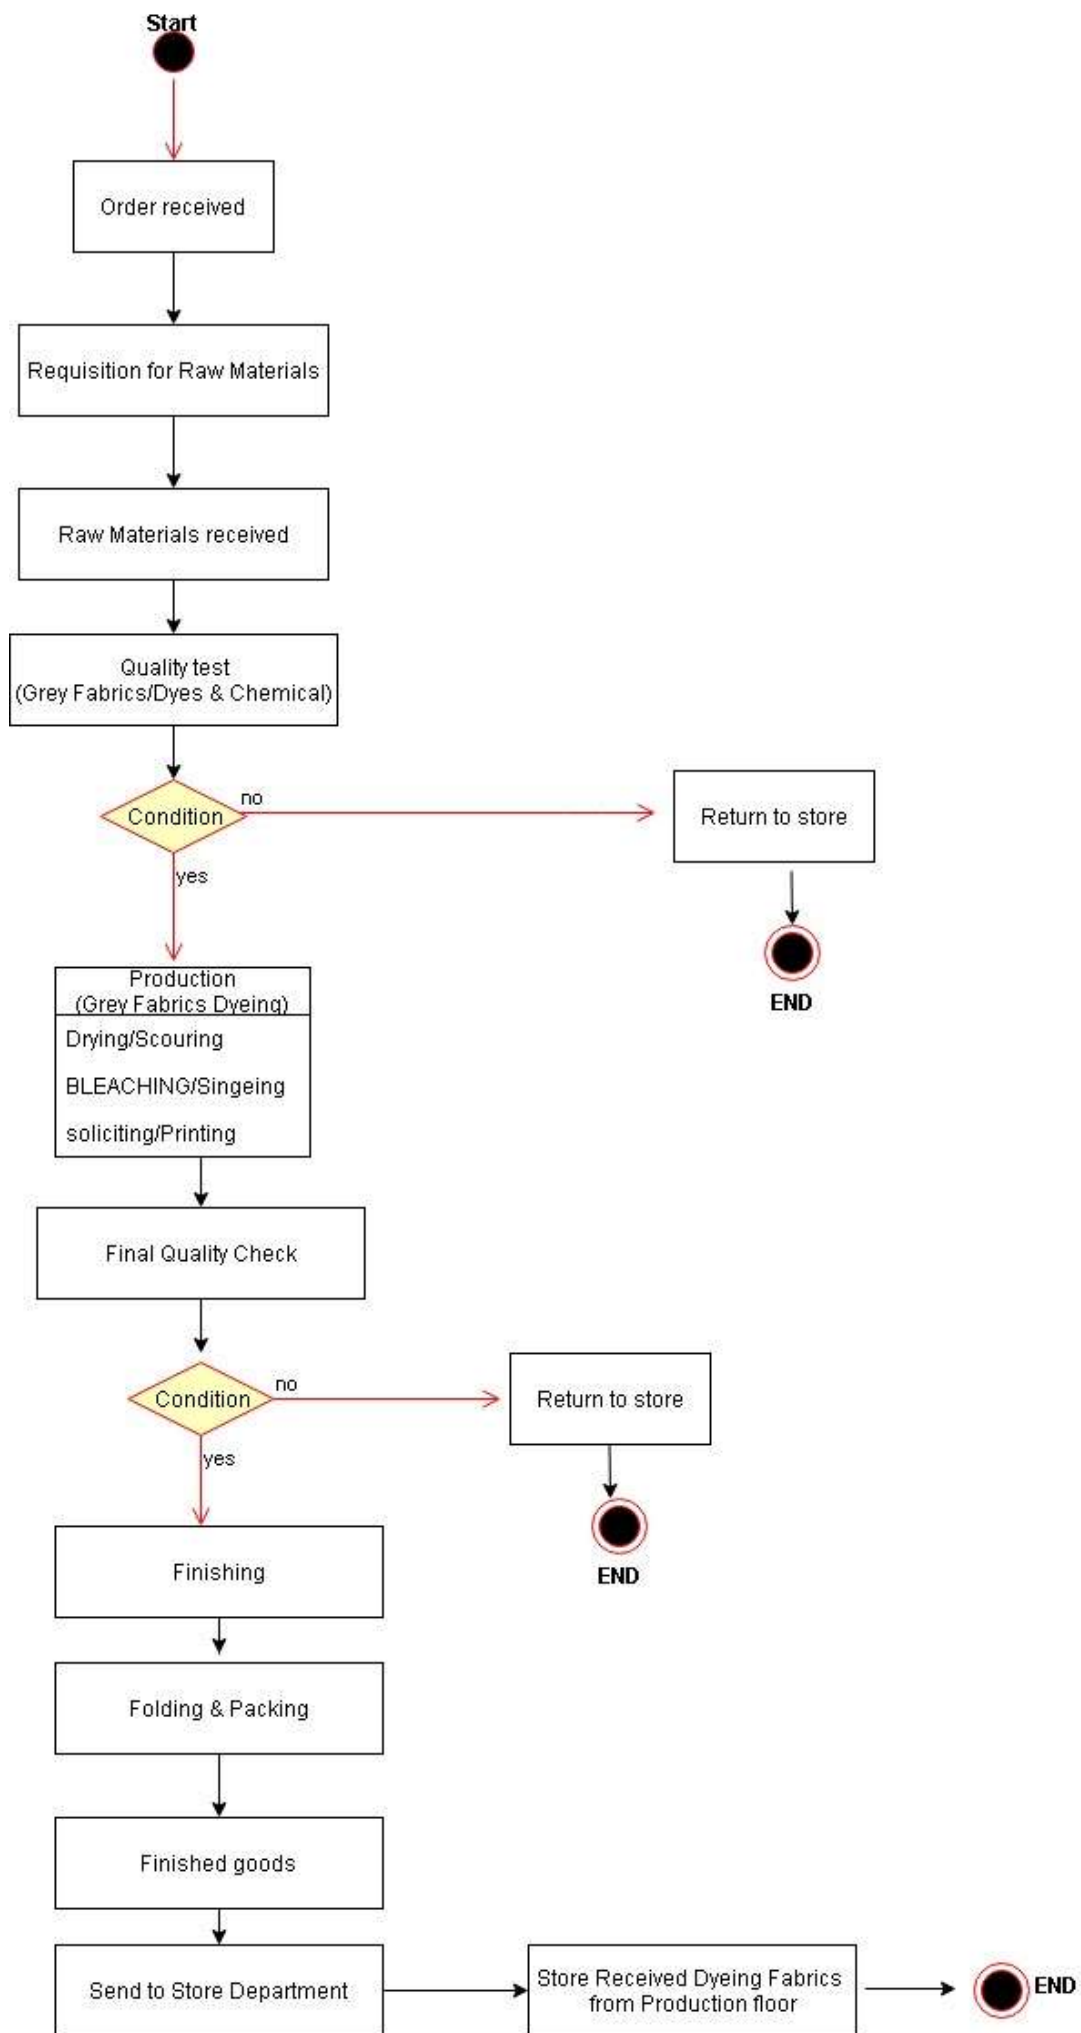 Start
Order received
Requisition for Raw Materials
Raw Materials received
Quality test
(Grey Fabrics/Dyes & Chemical)
Condition
no
Return to store
yes
END
Production
(Grey Fabrics Dyeing)
Drying/Scouring
BLEACHING/Singeing
soliciting/Printing
Final Quality Check
Condition
no
Return to store
yes
END
Finishing
Folding & Packing
Finished goods
Send to Store Department
Store Received Dyeing Fabrics
from Production floor
END